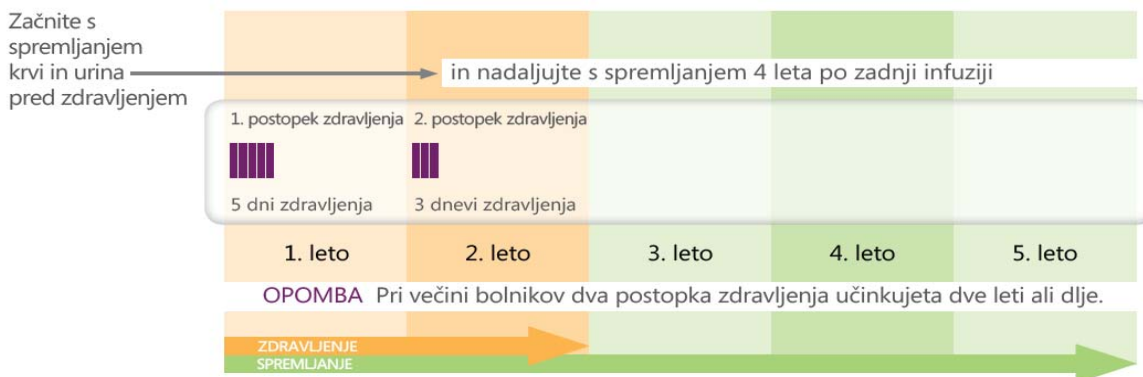 Začnite s
spremljanjem
krvi in urina
pred zdravljenjem
in nadaljujte s spremljanjem 4 leta po zadnji infuziji
1. postopek zdravljenja 2. postopek zdravljenja
5 dni zdravljenja 3 dnevi zdravljenja
1. leto 2. leto 3. leto 4. leto 5. leto
OPOMBA Pri večini bolnikov dva postopka zdravljenja učinkujeta dve leti ali dlje.
ZDRAVLJENJE
SPREMLJANJE